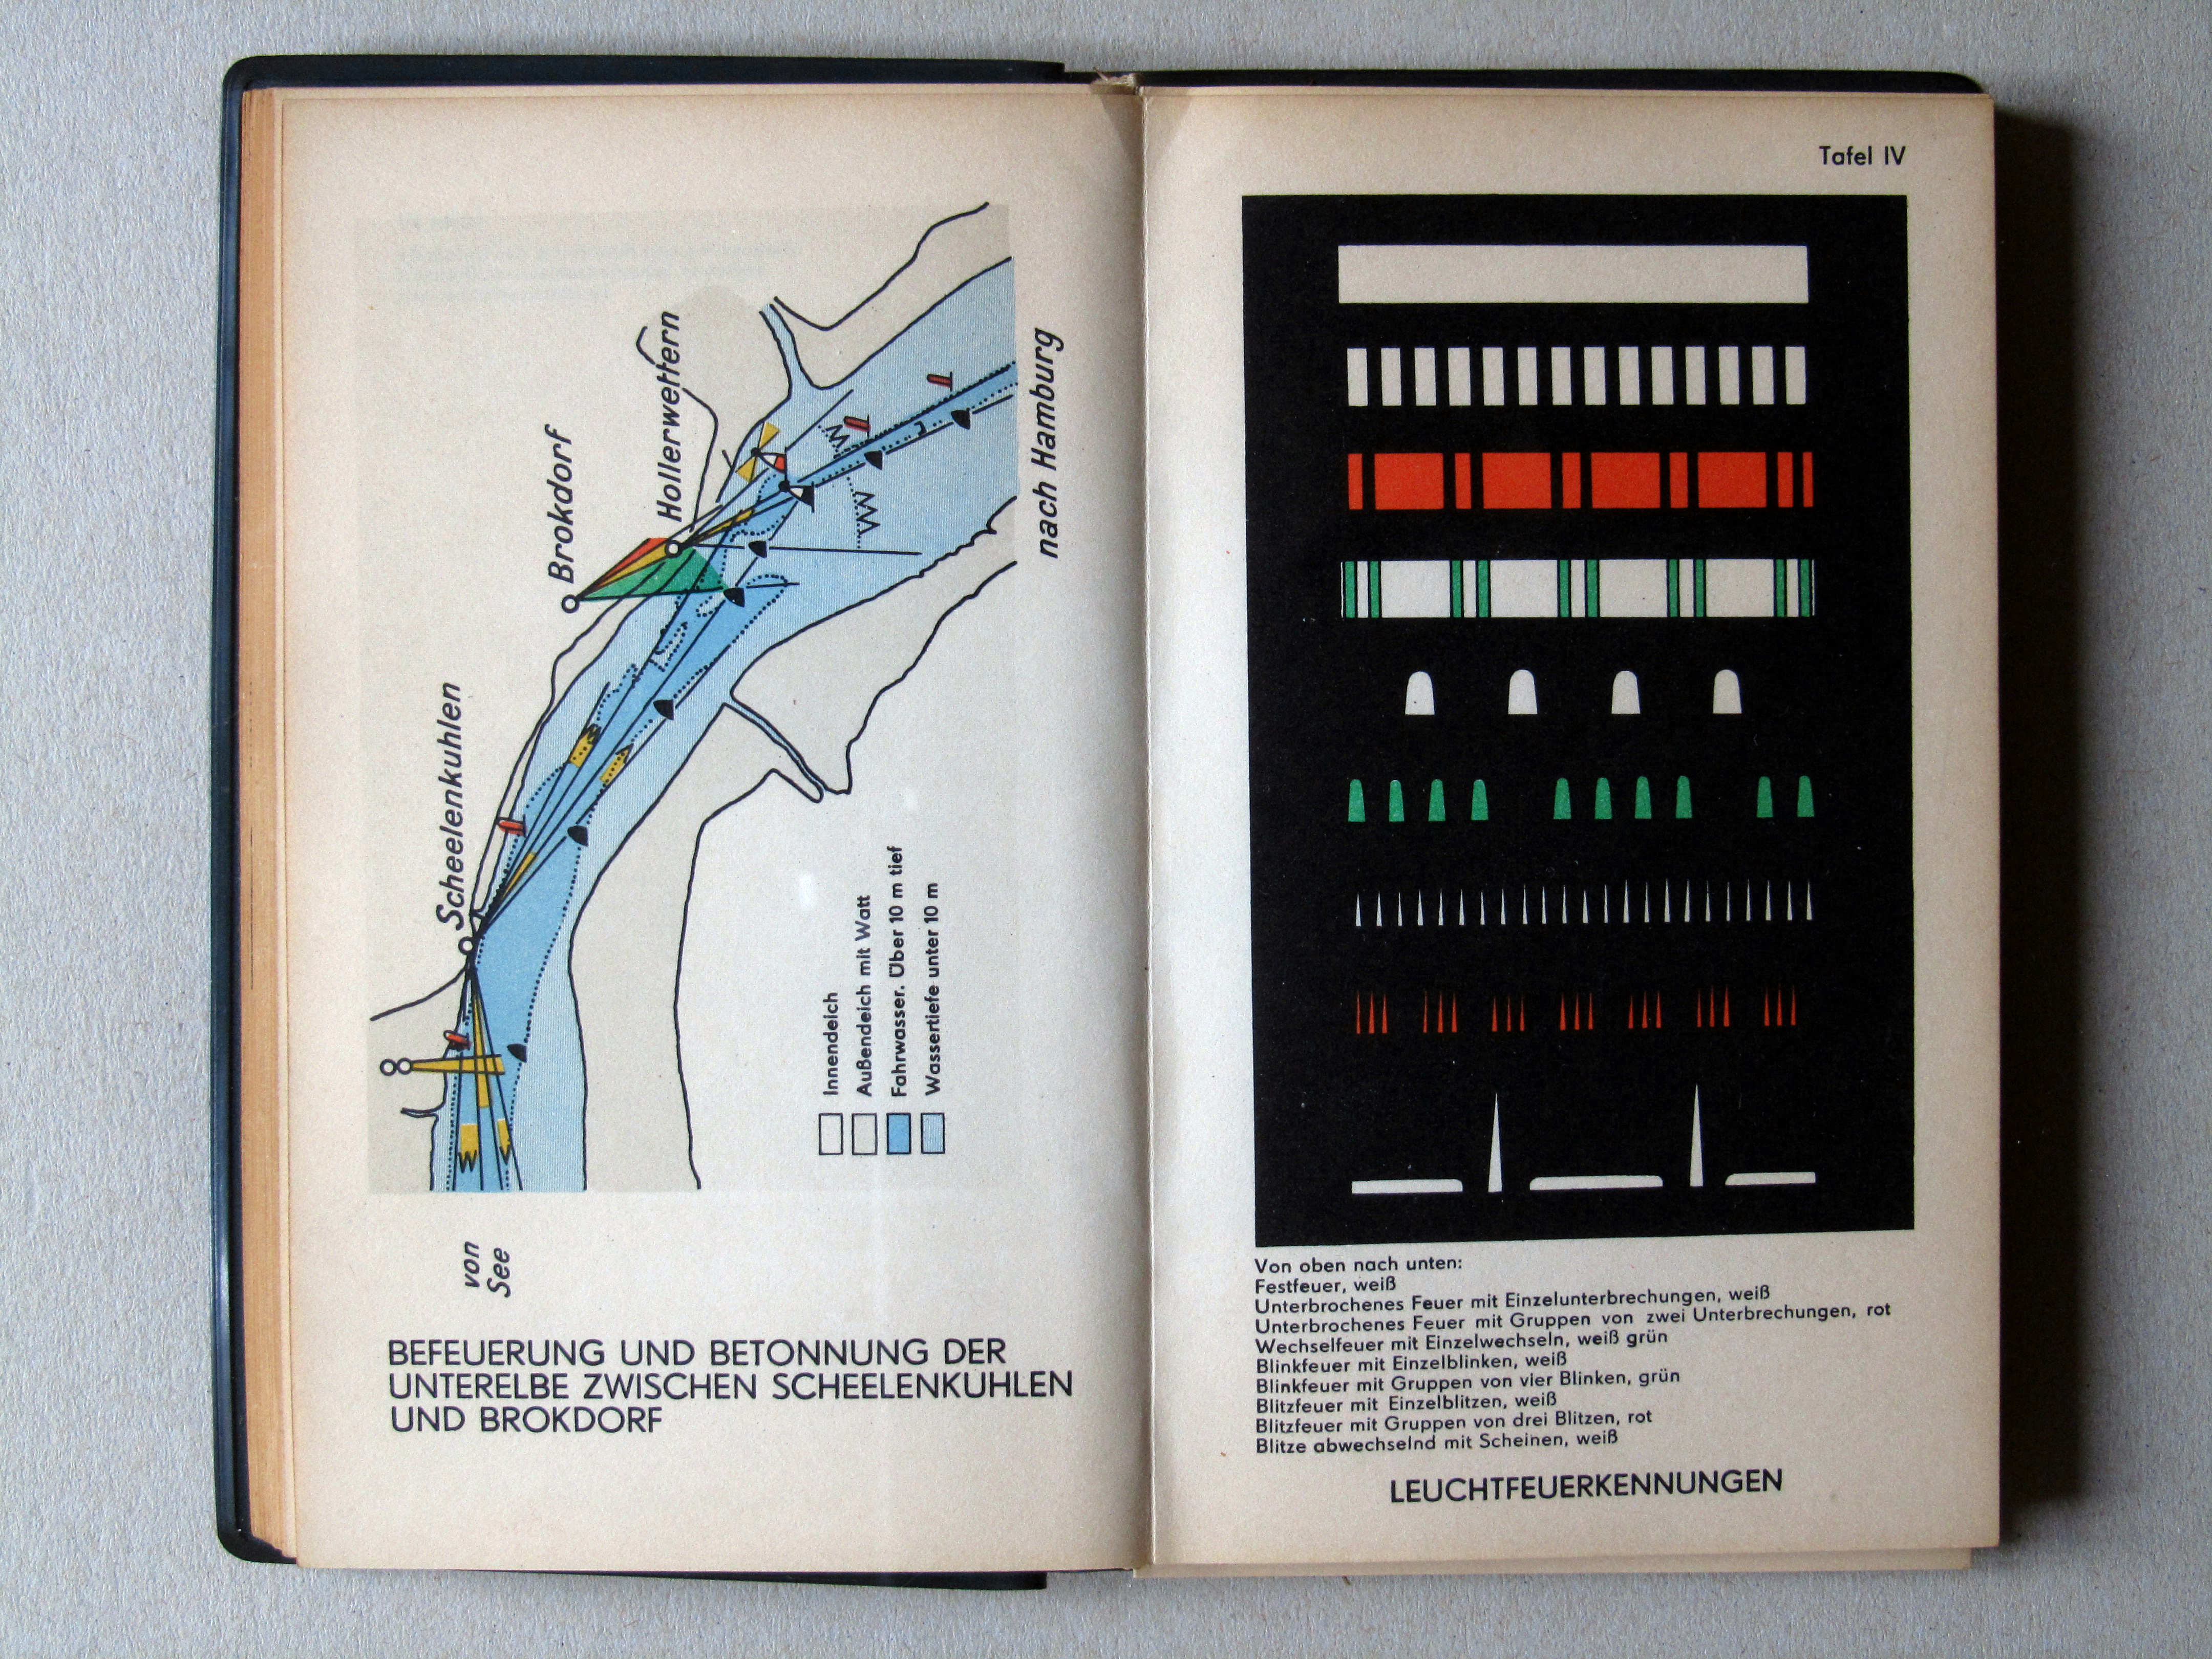 Scheelenkuhlen
Brokdorf
Hollerwettern
nach Hamburg
W
W
W
W
Innendeich
Außendeich mit Watt
Fahrwasser. Über 10 m tief
Wassertiefe unter 10 m
von
See
BEFEUERUNG UND BETONNUNG DER
UNTERELBE ZWISCHEN SCHEELENKUHLEN
UND BROKDORF
Tafel IV
Von oben nach unten:
Festfeuer, weiß
Unterbrochenes Feuer mit Einzelunterbrechungen, weiß
Unterbrochenes Feuer mit Gruppen von zwei Unterbrechungen, rot
Wechselfeuer mit Einzelwechseln, weiß grün
Blinkfeuer mit Einzelblinken, weiß
Blinkfeuer mit Gruppen von vier Blinken, grün
Blitzfeuer mit Einzelblitzen, weiß
Blitzfeuer mit Gruppen von drei Blitzen, rot
Blitze abwechselnd mit Scheinen, weiß
LEUCHTFEUERKENNUNGEN